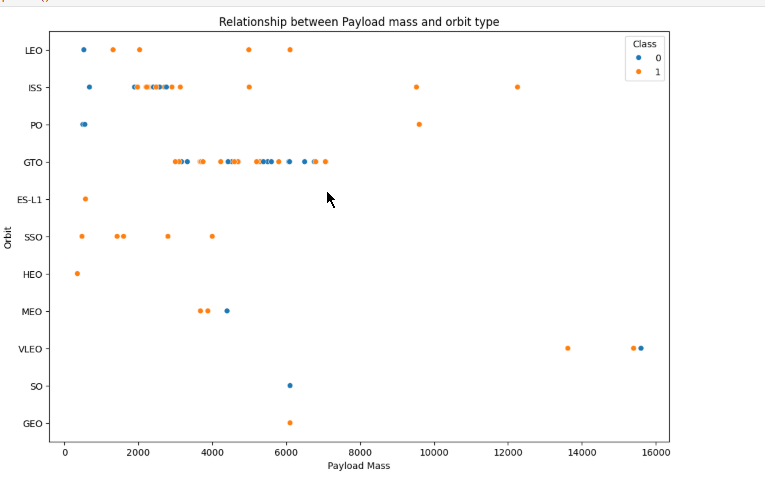 Relationship between Payload mass and orbit type
Class
0
1
LEO
ISS
PO
GTO
ES-L1
SSO
HEO
MEO
VLEO
SO
GEO
Orbit
0 2000 4000 6000 8000 10000 12000 14000 16000
Payload Mass